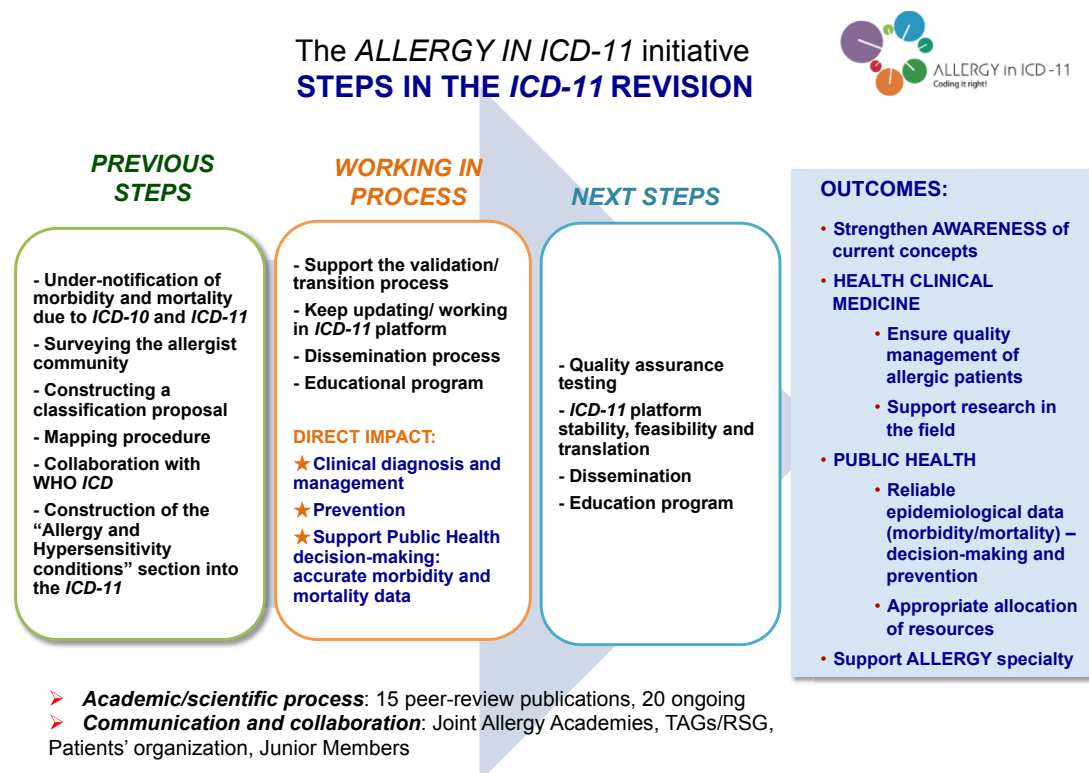 The ALLERGY IN ICD-11 initiative
STEPS IN THE ICD-11 REVISION
ALLERGY in ICD-11
Coding it right!
PREVIOUS
STEPS
- Under-notification of
morbidity and mortality
due to ICD-10 and ICD-11
- Surveying the allergist
community
- Constructing a
classification proposal
- Mapping procedure
- Collaboration with
WHO ICD
- Construction of the
“Allergy and
Hypersensitivity
conditions” section into
the ICD-11
WORKING IN
PROCESS
- Support the validation/
transition process
- Keep updating/ working
in ICD-11 platform
- Dissemination process
- Educational program
DIRECT IMPACT:
★ Clinical diagnosis and
management
★ Prevention
★ Support Public Health
decision-making:
accurate morbidity and
mortality data
NEXT STEPS
- Quality assurance
testing
- ICD-11 platform
stability, feasibility and
translation
- Dissemination
- Education program
OUTCOMES:
• Strengthen AWARENESS of
current concepts
• HEALTH CLINICAL
MEDICINE
• Ensure quality
management of
allergic patients
• Support research in
the field
• PUBLIC HEALTH
• Reliable
epidemiological data
(morbidity/mortality) –
decision-making and
prevention
• Appropriate allocation
of resources
• Support ALLERGY specialty
➢ Academic/scientific process: 15 peer-review publications, 20 ongoing
➢ Communication and collaboration: Joint Allergy Academies, TAGs/RSG,
Patients’ organization, Junior Members